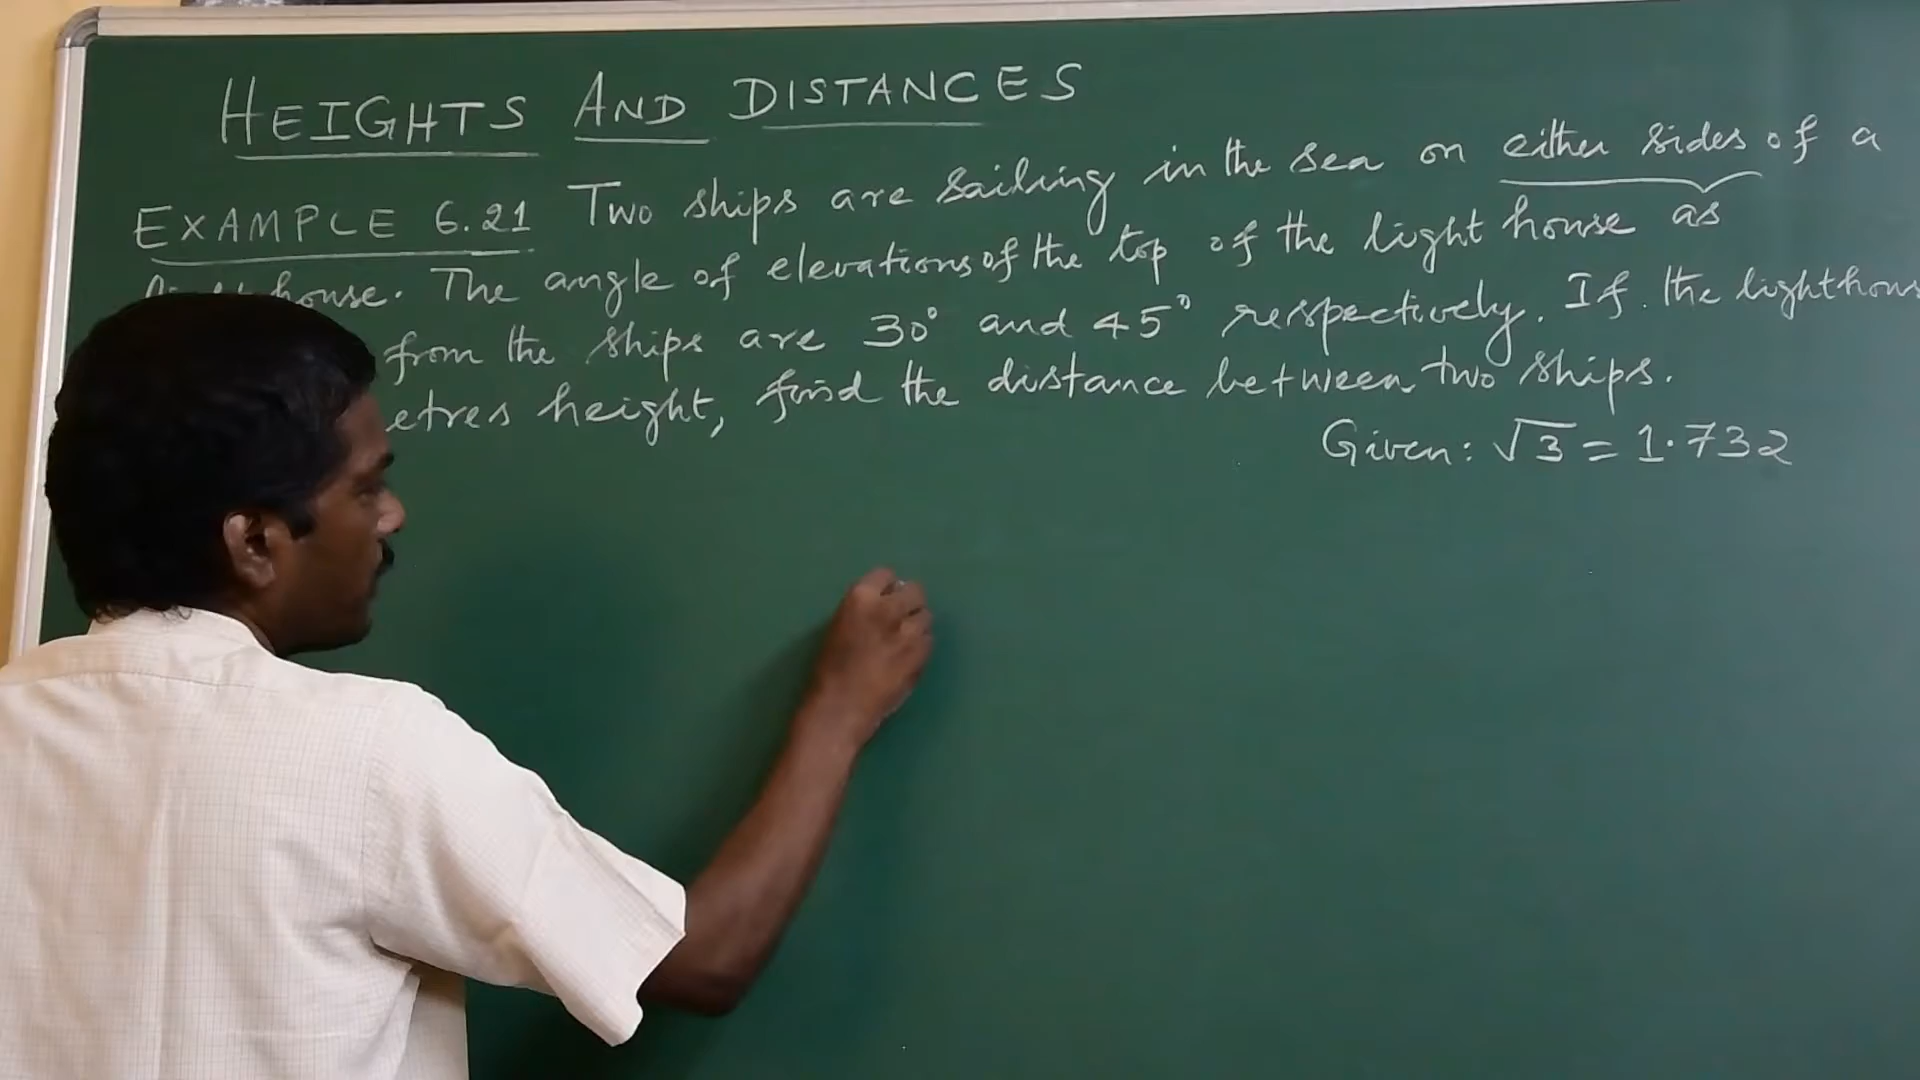 HEIGHTS AND DISTANCES
EXAMPLE 6.21 Two ships are sailing in the sea on either sides of a
house. The angle of elevations of the top of the light house as
from the ships are 30° and 45° respectively. If. the lighthous
etres height, find the distance between two ships.
Given: √3 = 1.732